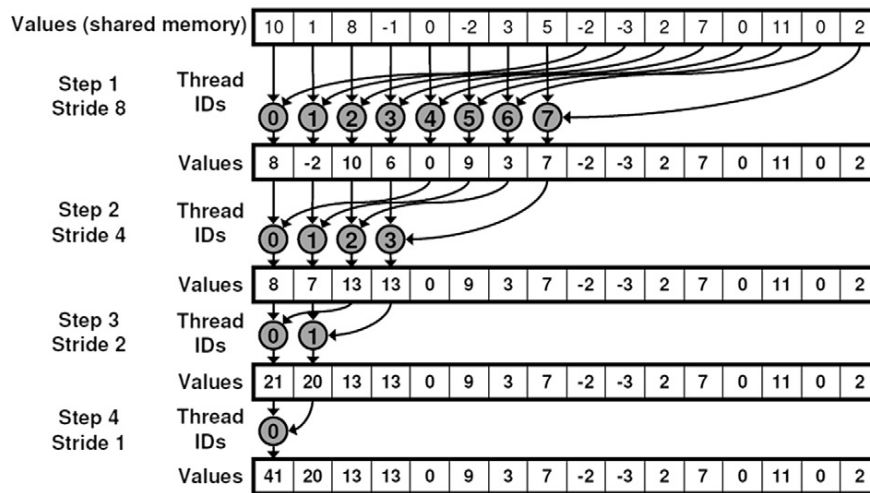 Values (shared memory) 10 1 8 -1 0 -2 3 5 -2 -3 2 7 0 11 0 2
Step 1 Thread
Stride 8 IDs
0 1 2 3 4 5 6 7
Values 8 -2 10 6 0 9 3 7 -2 -3 2 7 0 11 0 2
Step 2 Thread
Stride 4 IDs
0 1 2 3
Values 8 7 13 13 0 9 3 7 -2 -3 2 7 0 11 0 2
Step 3 Thread
Stride 2 IDs
0 1
Values 21 20 13 13 0 9 3 7 -2 -3 2 7 0 11 0 2
Step 4 Thread
Stride 1 IDs
0
Values 41 20 13 13 0 9 3 7 -2 -3 2 7 0 11 0 2